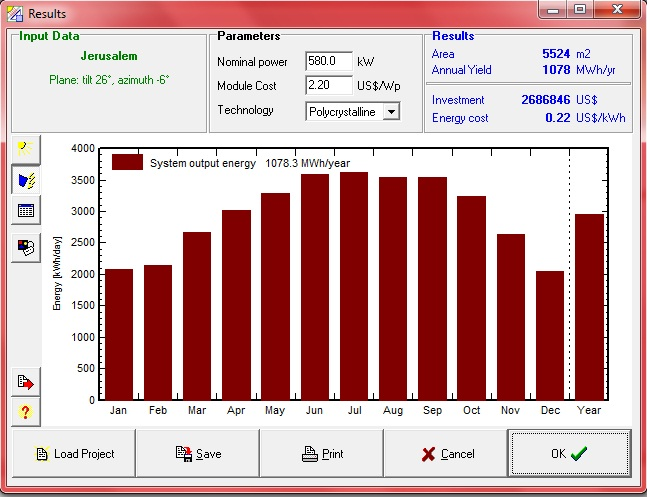 Results
Input Data
Jerusalem
Plane: tilt 26°, azimuth -6°
Parameters
Nominal power 580.0 kW
Module Cost 2.20 US$/Wp
Technology Polycrystalline
Results
Area 5524 m2
Annual Yield 1078 MWh/yr
Investment 2686846 US$
Energy cost 0.22 US$/kWh
System output energy 1078.3 MWh/year
Energy [kWh/day]
4000
3500
3000
2500
2000
1500
1000
500
0
Jan Feb Mar Apr May Jun Jul Aug Sep Oct Nov Dec Year
?
Load Project Save Print Cancel OK